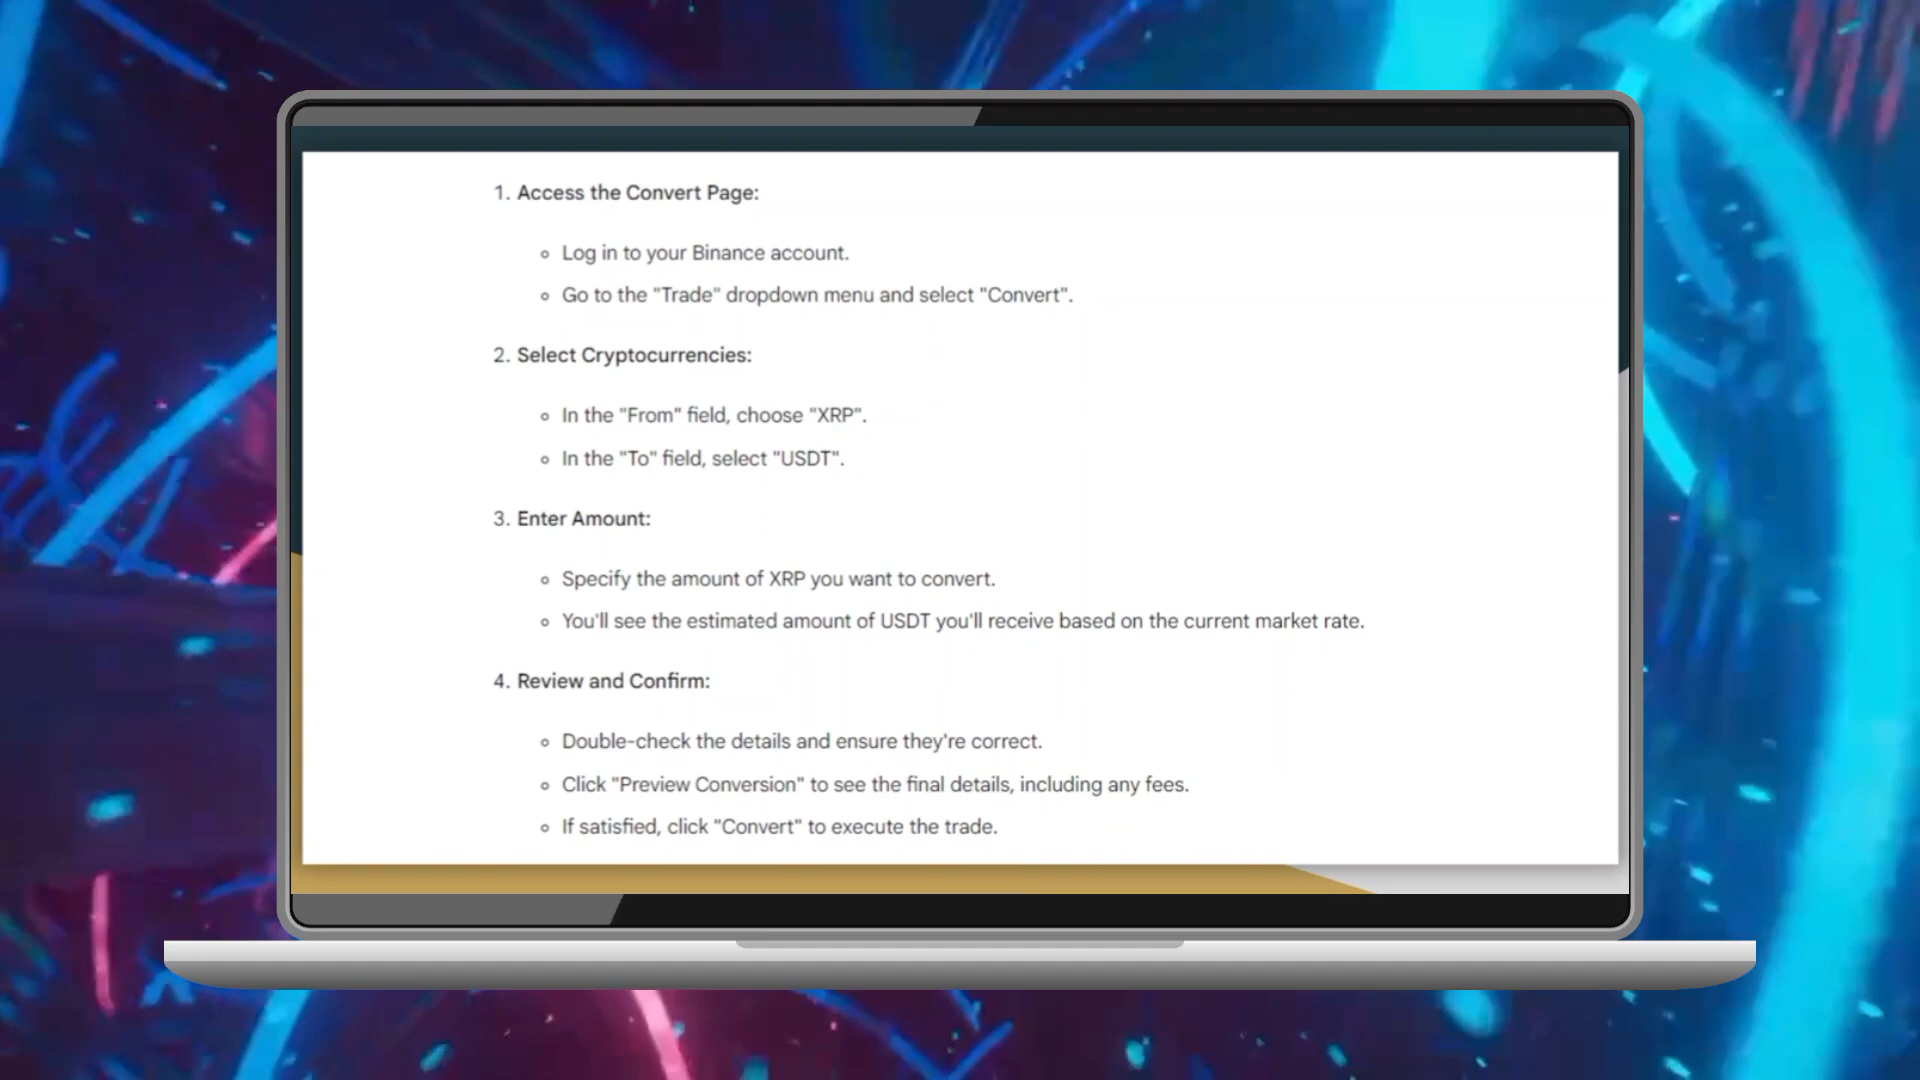 1. Access the Convert Page:
Log in to your Binance account.
Go to the "Trade" dropdown menu and select "Convert".
2. Select Cryptocurrencies:
In the "From" field, choose "XRP".
In the "To" field, select "USDT".
3. Enter Amount:
Specify the amount of XRP you want to convert.
You'll see the estimated amount of USDT you'll receive based on the current market rate.
4. Review and Confirm:
Double-check the details and ensure they're correct.
Click "Preview Conversion" to see the final details, including any fees.
If satisfied, click "Convert" to execute the trade.